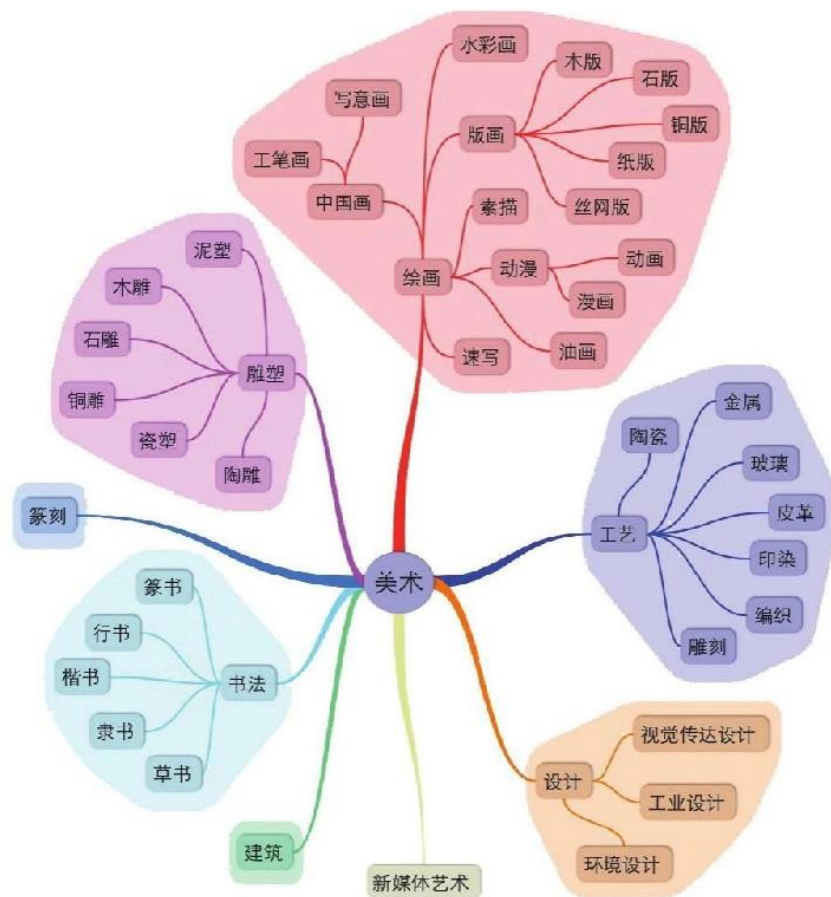 水彩画
木版
石版
写意画
铜版
版画
工笔画
纸版
中国画
素描
丝网版
泥塑
动画
绘画
动漫
木雕
漫画
石雕
速写
油画
雕塑
铜雕
金属
瓷塑
陶瓷
陶雕
玻璃
篆刻
皮革
工艺
印染
美术
篆书
编织
行书
雕刻
楷书
书法
隶书
视觉传达设计
草书
设计
工业设计
建筑
环境设计
新媒体艺术